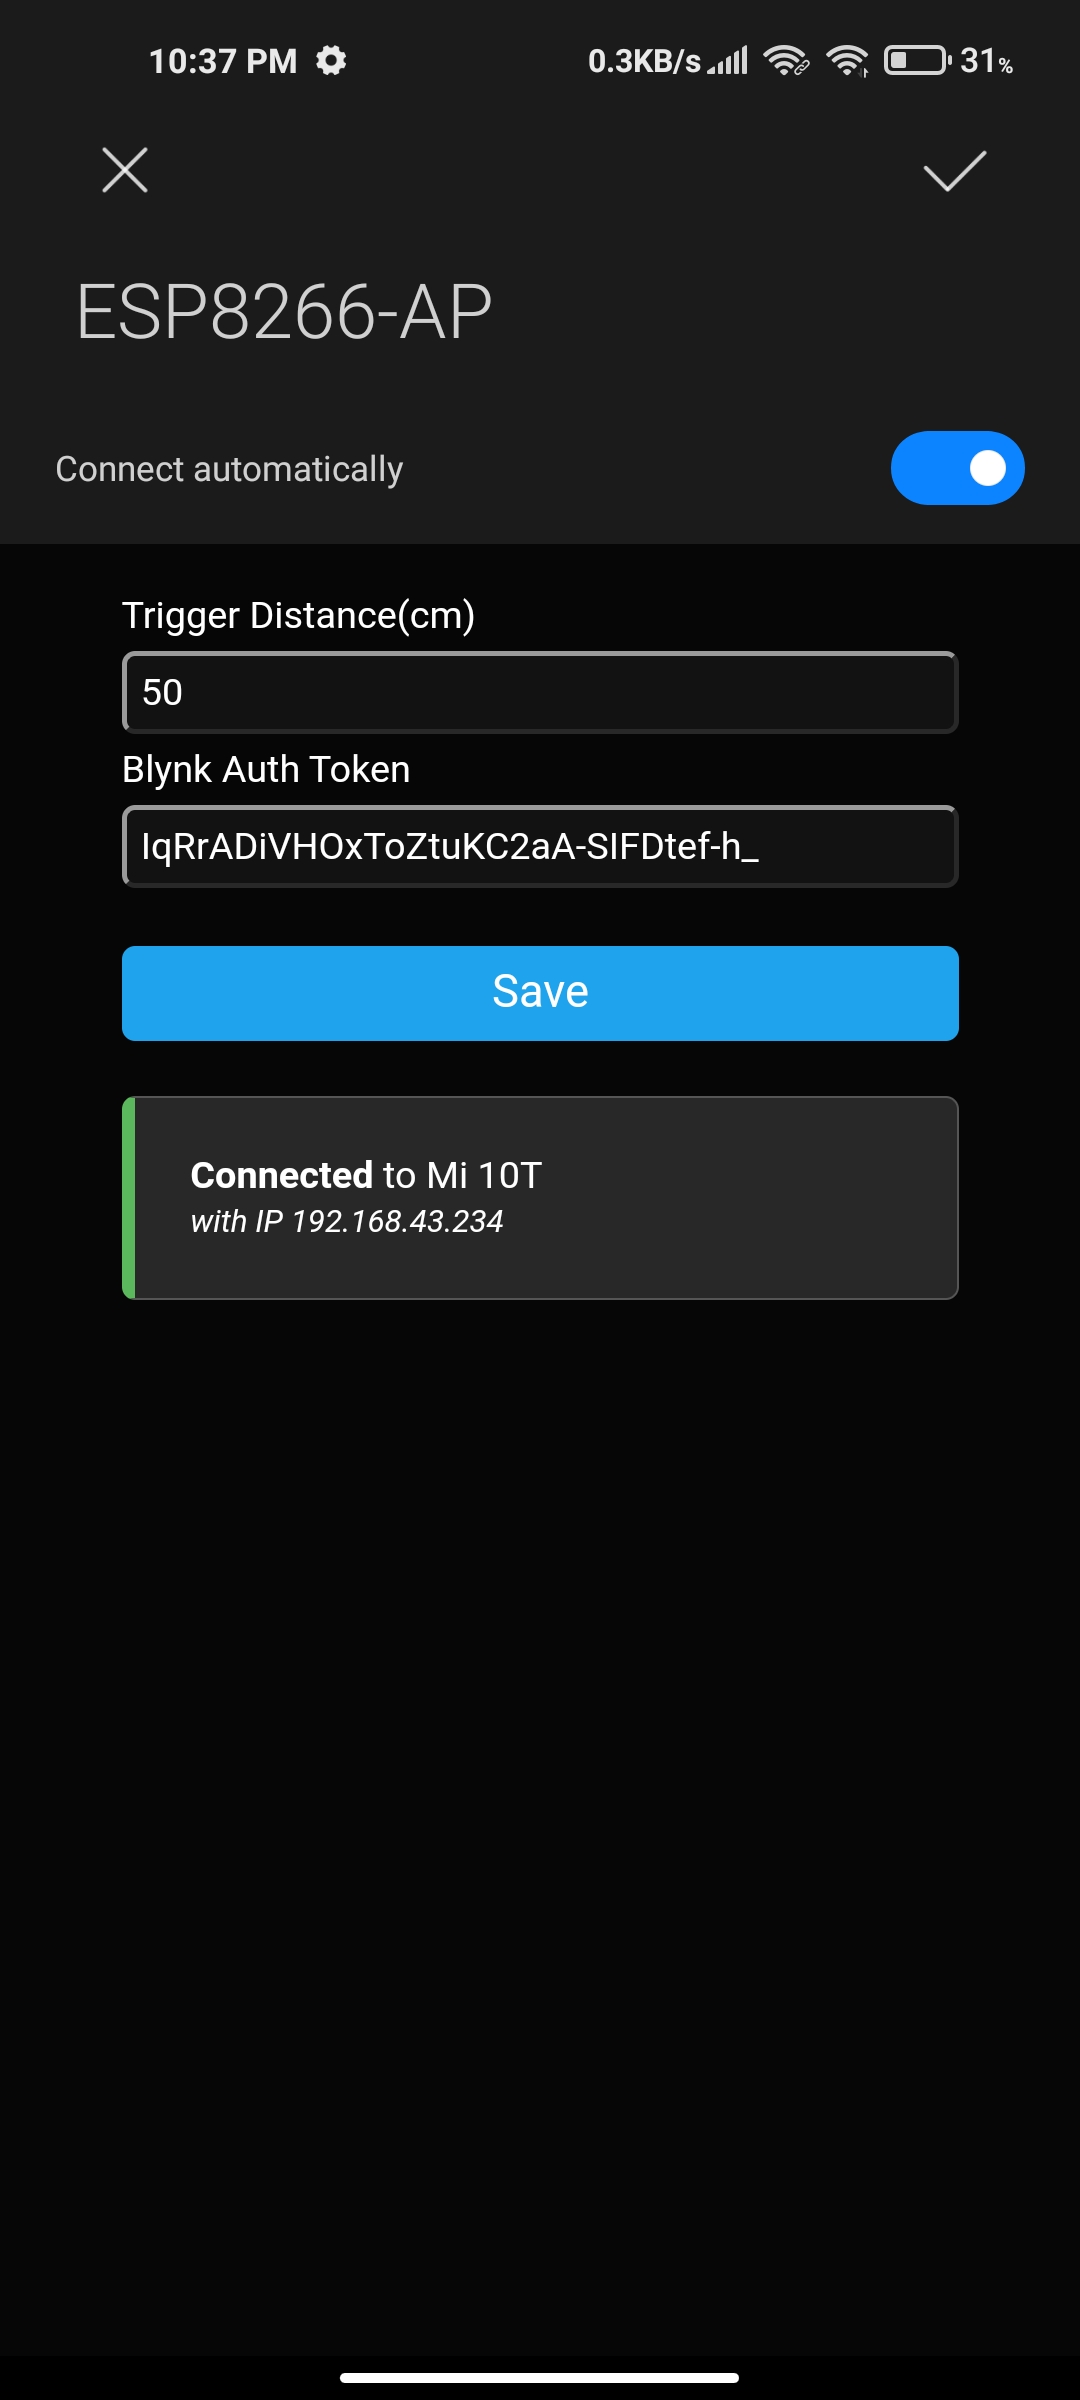 10:37 PM 0.3KB/s 31%
ESP8266-AP
Connect automatically
Trigger Distance(cm)
50
Blynk Auth Token
IqRrADiVHOxToZtuKC2aA-SIFDtef-h_
Save
Connected to Mi 10T
with IP 192.168.43.234